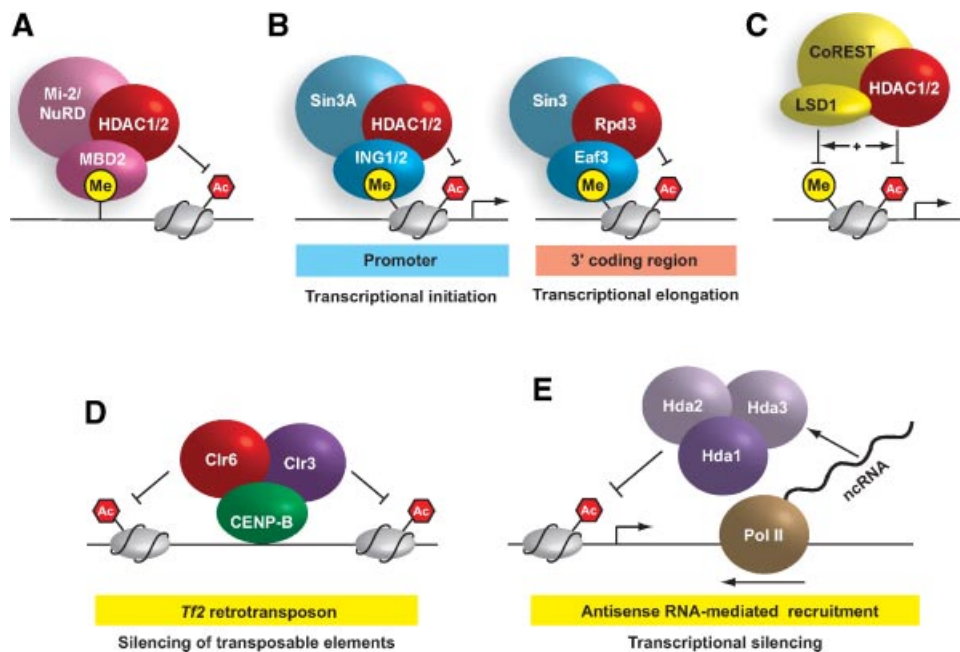 A
Mi-2/
NuRD
HDAC1/2
MBD2
Me
Ac
B
Sin3A
HDAC1/2
ING1/2
Me
Ac
Promoter
Transcriptional initiation
Sin3
Rpd3
Eaf3
Me
Ac
3' coding region
Transcriptional elongation
C
CoREST
HDAC1/2
LSD1
+
Me
Ac
D
Clr6
Clr3
CENP-B
Ac
Ac
Tf2 retrotransposon
Silencing of transposable elements
E
Hda2
Hda3
Hda1
ncRNA
Ac
Pol II
Antisense RNA-mediated recruitment
Transcriptional silencing